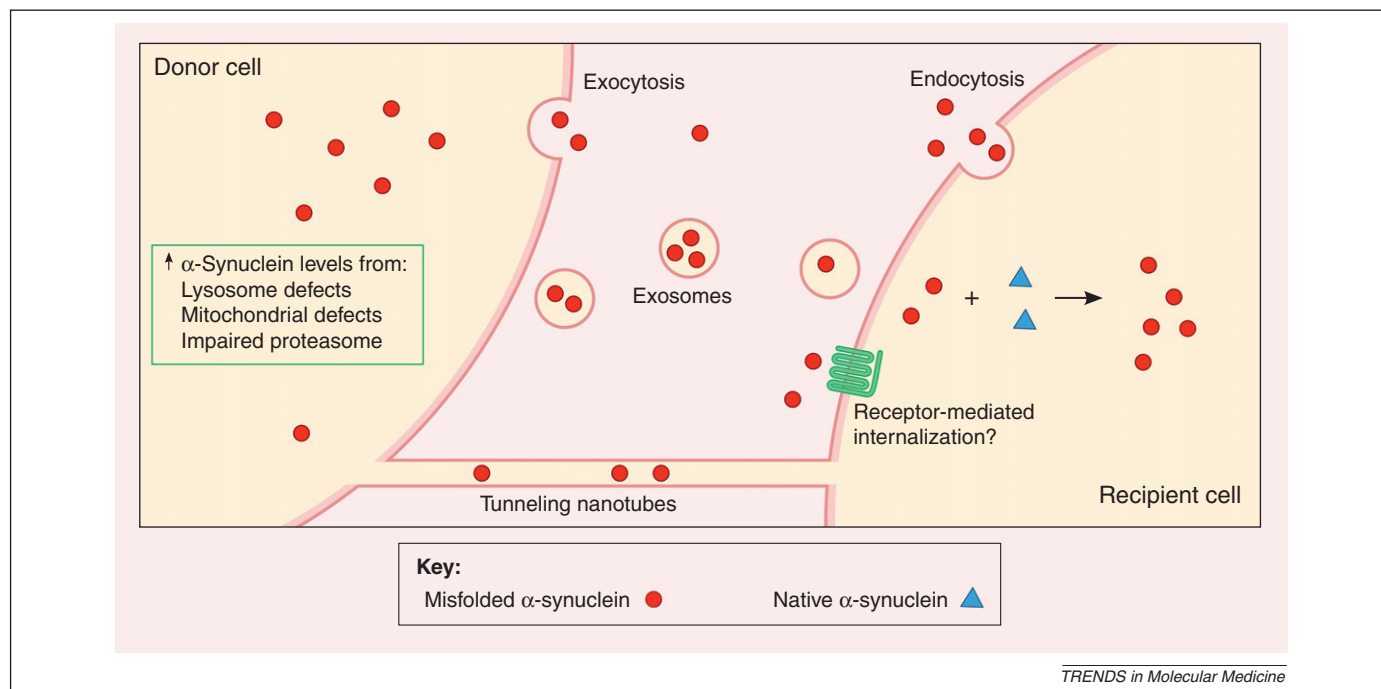 Donor cell
Exocytosis
Endocytosis
↑ α-Synuclein levels from:
Lysosome defects
Mitochondrial defects
Impaired proteasome
Exosomes
+
Receptor-mediated
internalization?
Tunneling nanotubes
Recipient cell
Key:
Misfolded α-synuclein
Native α-synuclein
TRENDS in Molecular Medicine